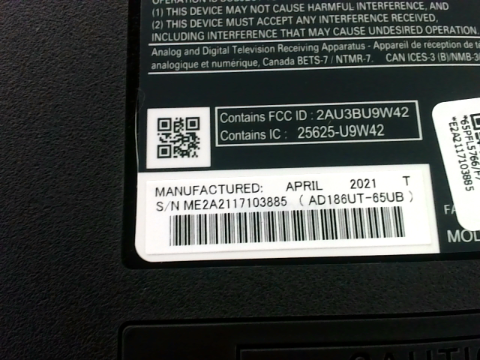 (1) THIS DEVICE MAY NOT CAUSE HARMFUL INTERFERENCE, AND
(2) THIS DEVICE MUST ACCEPT ANY INTERFERENCE RECEIVED,
INCLUDING INTERFERENCE THAT MAY CAUSE UNDESIRED OPERATION.
Analog and Digital Television Receiving Apparatus - Appareil de réception de
analogique et numérique, Canada BETS-7 / NTMR-7. CAN ICES-3 (B)/NMB-3
Contains FCC ID : 2AU3BU9W42
Contains IC : 25625-U9W42
MANUFACTURED: APRIL 2021 T
S/N ME2A2117103885 ( AD186UT-65UB )
*E2A2117103885